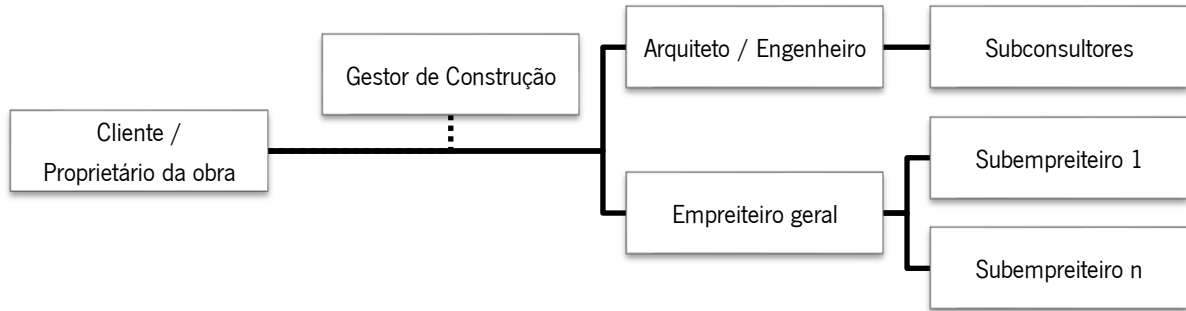 Arquiteto / Engenheiro
Subconsultores
Gestor de Construção
Cliente /
Proprietário da obra
Subempreiteiro 1
Empreiteiro geral
Subempreiteiro n